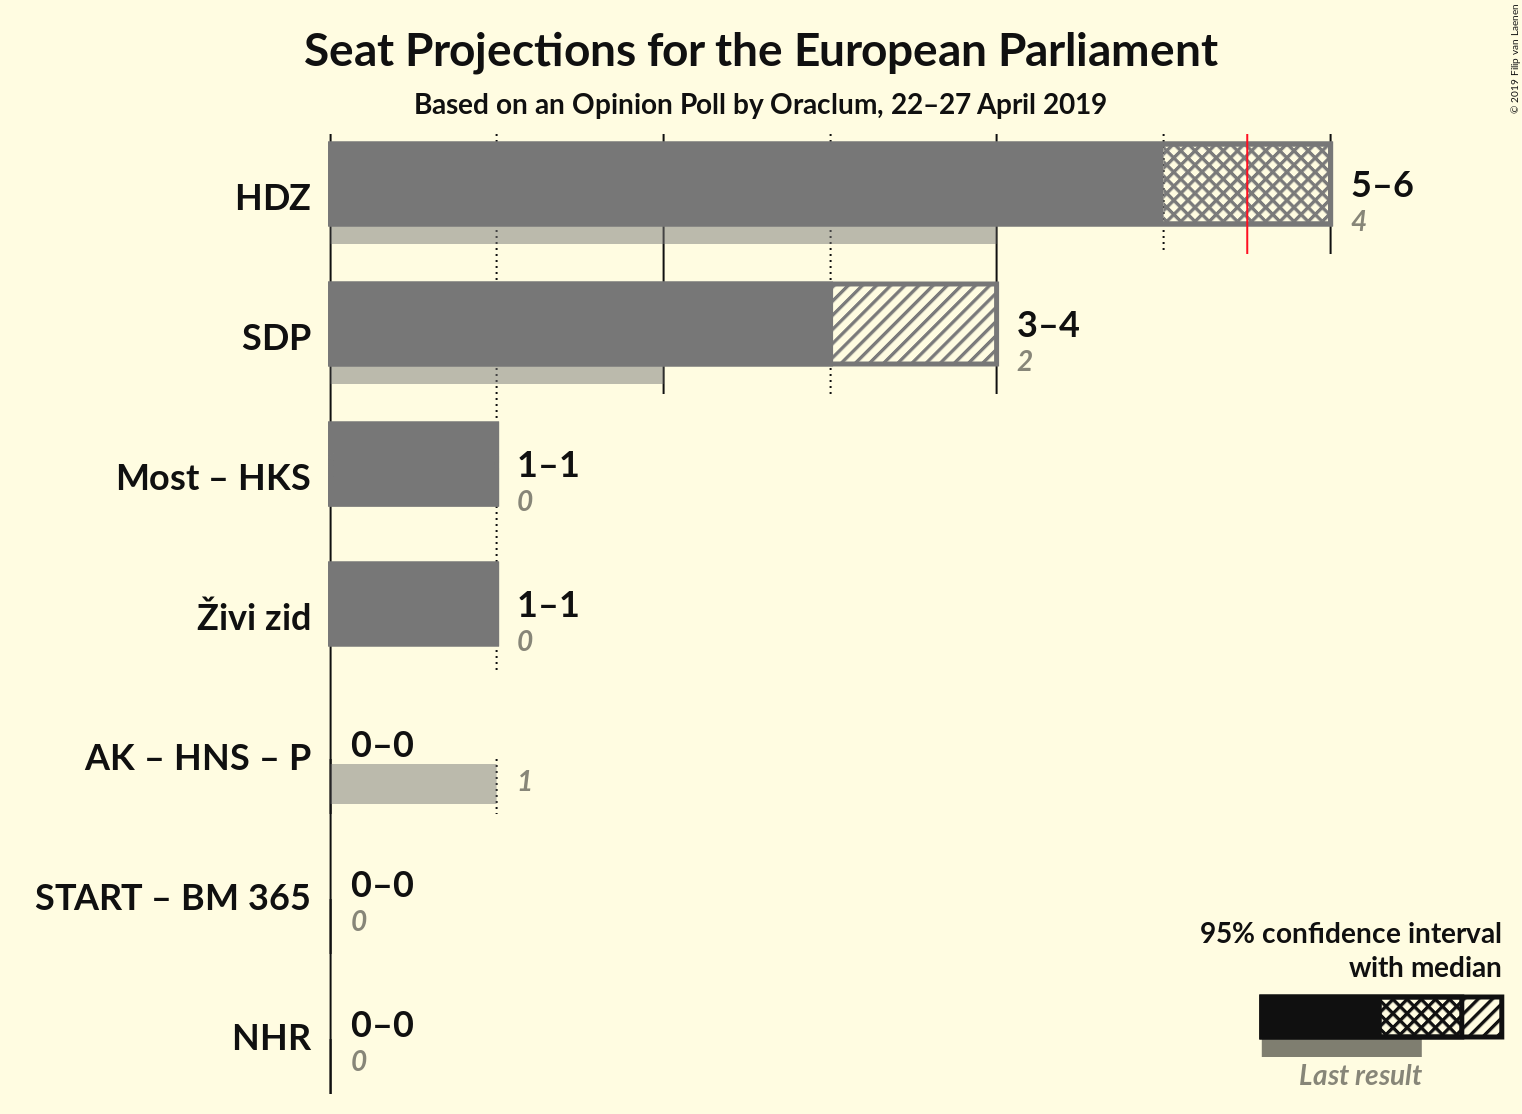 Seat Projections for the European Parliament
Based on an Opinion Poll by Oraclum, 22–27 April 2019
© 2019 Filip van Laenen
HDZ
5–6
4
SDP
3–4
2
Most – HKS
1–1
0
Živi zid
1–1
0
AK – HNS – P
0–0
1
START – BM 365
0–0
0
NHR
0–0
0
95% confidence interval
with median
Last result